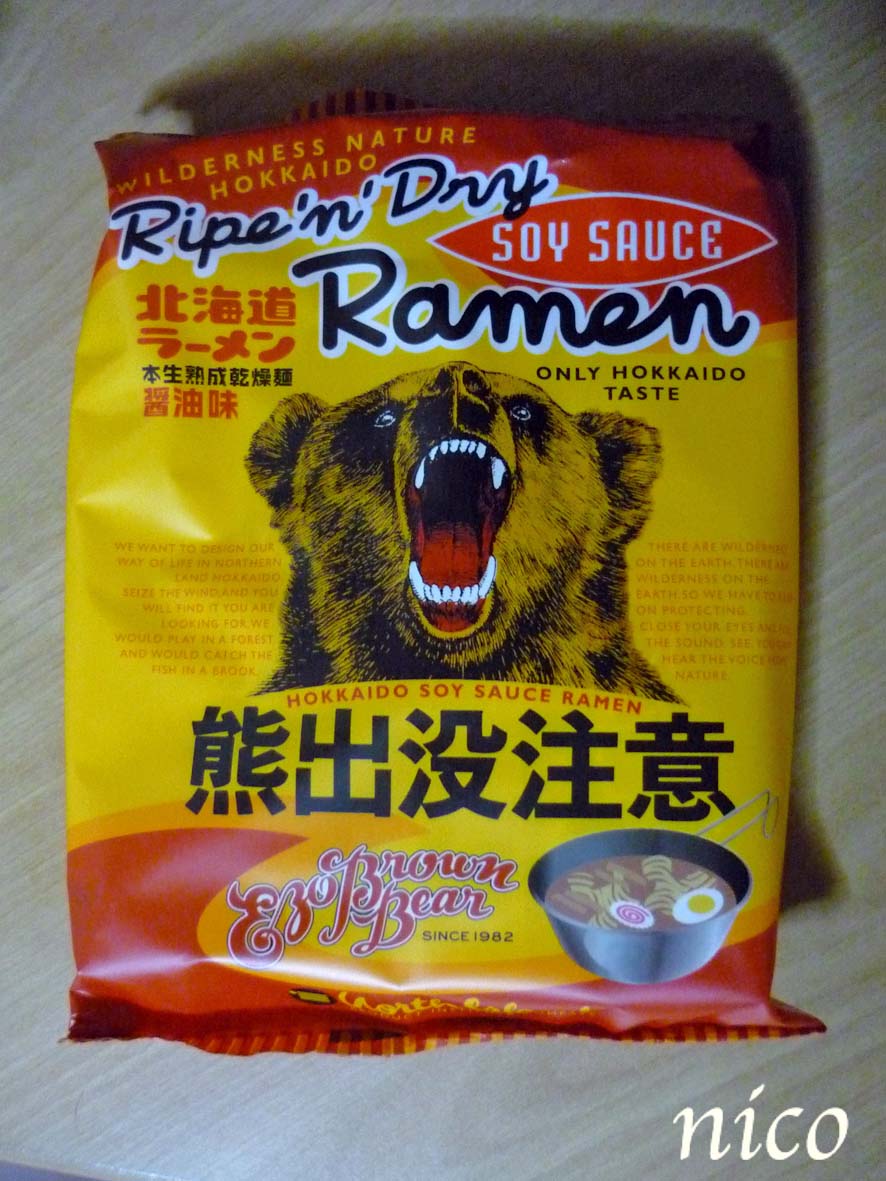 WILDERNESS NATURE
HOKKAIDO
Ripe 'n' Dry
SOY SAUCE
Ramen
北海道
ラーメン
本生熟成乾燥麺
醤油味
ONLY HOKKAIDO
TASTE
WE WANT TO DESIGN OUR
WAY OF LIFE IN NORTHERN
LAND HOKKAIDO
SEIZE THE WIND,AND YOU
WILL FIND IT YOU ARE
LOOKING FOR,WE
WOULD PLAY IN A FOREST
AND WOULD CATCH THE
FISH IN A BROOK.
THERE ARE
ON THE EARTH.THERE
WILDERNESS ON THE
EARTH.SO WE HAVE TO
ON PROTECTING.
CLOSE YOUR EYES
THE SOUND. SEE,
HEAR THE VOICE
NATURE.
HOKKAIDO SOY SAUCE RAMEN
熊出没注意
Ezo Brown
Bear
SINCE 1982
nico